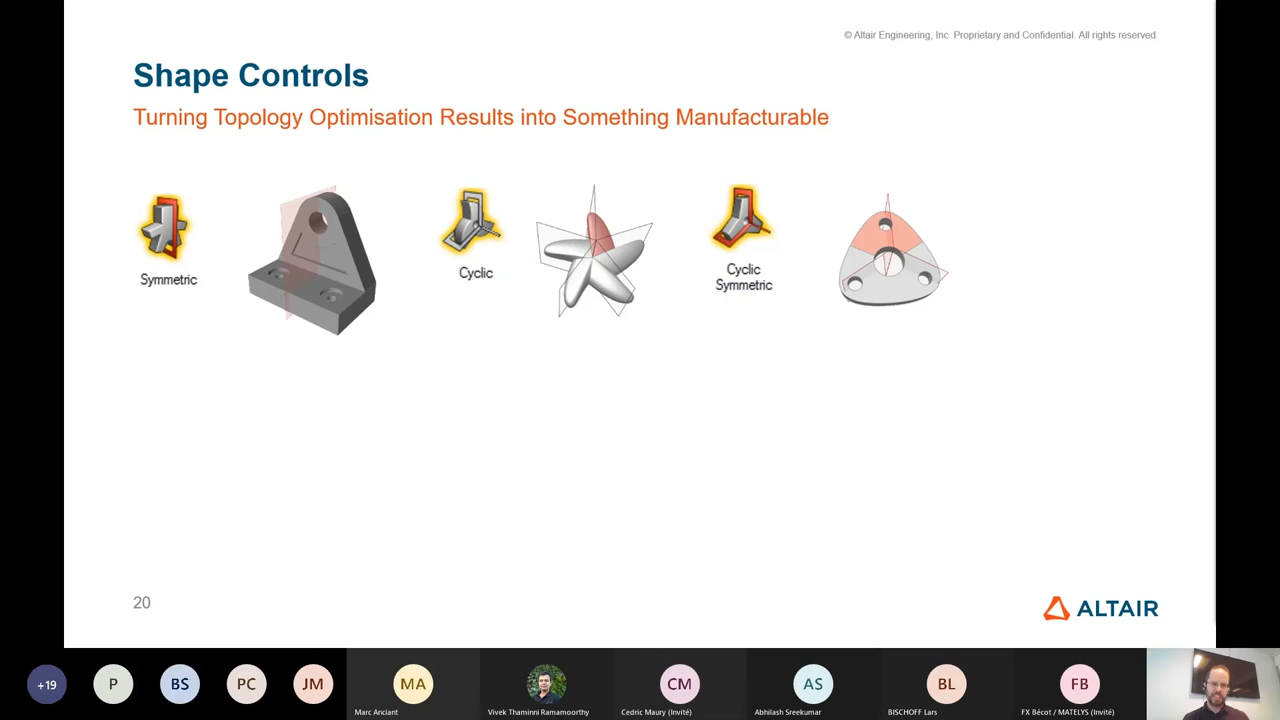 © Altair Engineering, Inc. Proprietary and Confidential. All rights reserved.
Shape Controls
Turning Topology Optimisation Results into Something Manufacturable
Symmetric
Cyclic
Cyclic
Symmetric
20
ALTAIR
+19
P
BS
PC
JM
MA
CM
AS
BL
FB
Marc Anciant
Vivek Thaminni Ramamoorthy
Cedric Maury (Invité)
Abhilash Sreekumar
BISCHOFF Lars
FX Bécot / MATELYS (Invité)